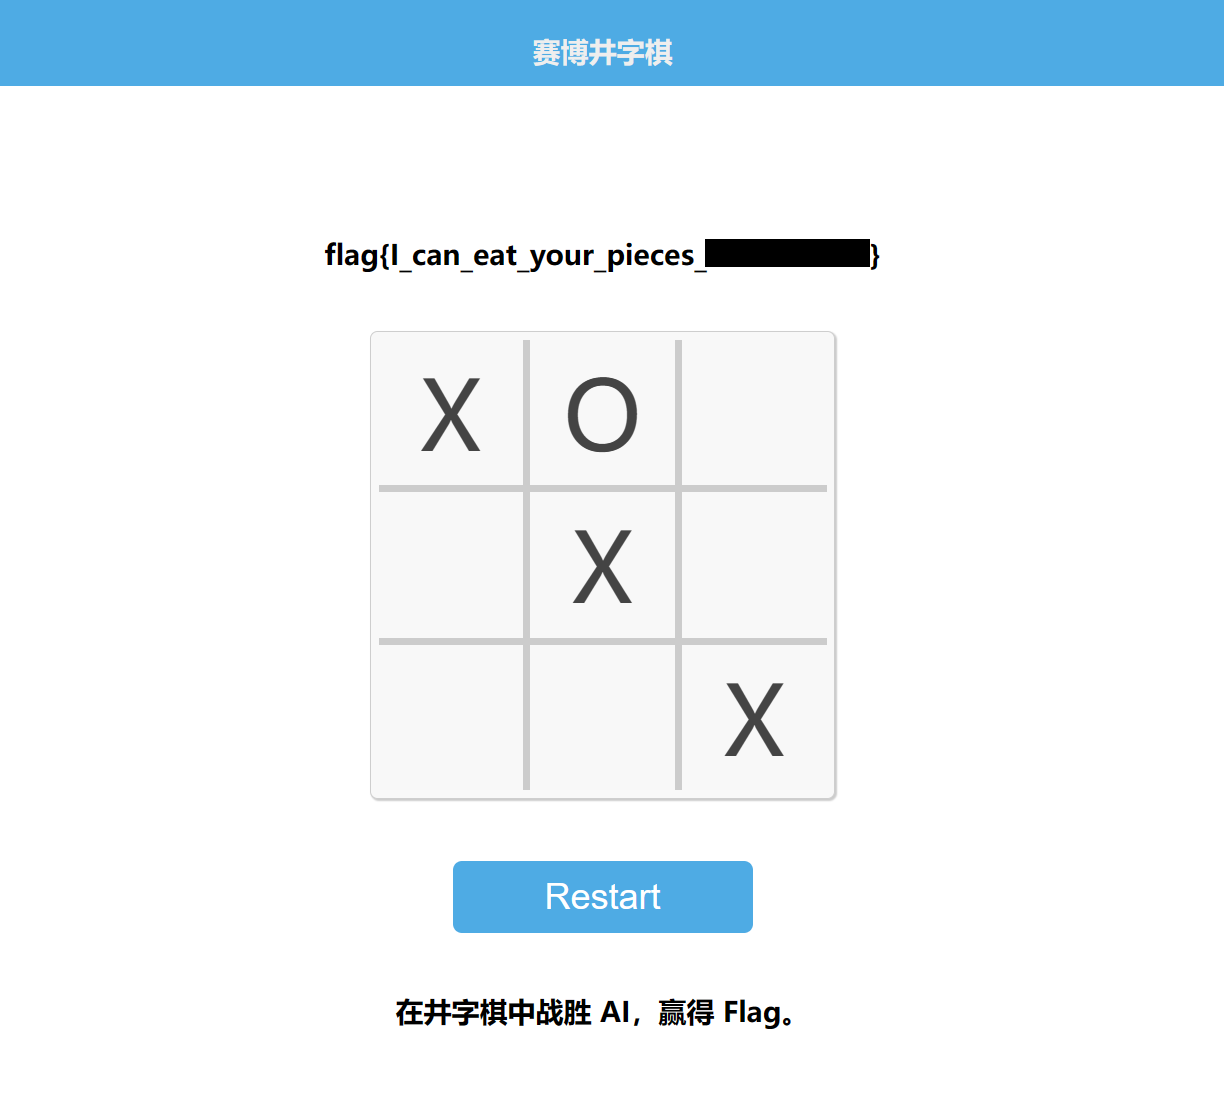 赛博井字棋
flag{I_can_eat_your_pieces_}
X O
X
X
Restart
在井字棋中战胜 AI，赢得 Flag。